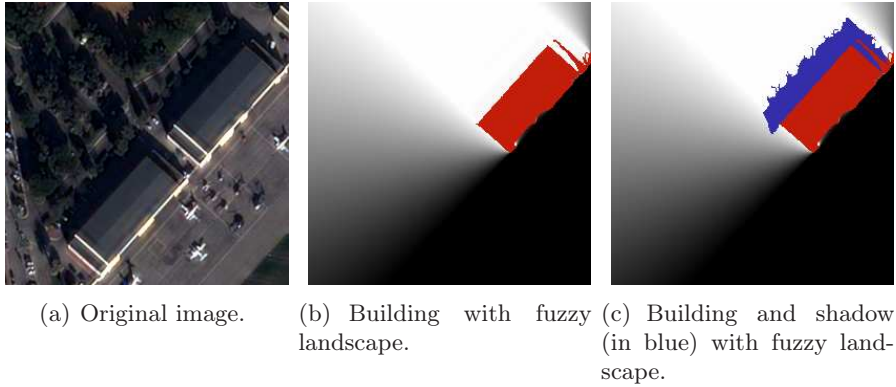 (a) Original image.
(b) Building with fuzzy
landscape.
(c) Building and shadow
(in blue) with fuzzy land-
scape.